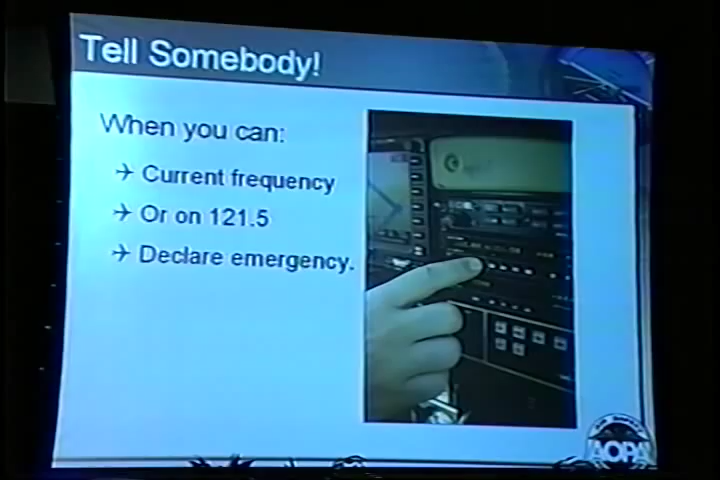 Tell Somebody!
When you can:
Current frequency
Or on 121.5
Declare emergency.
AOPA